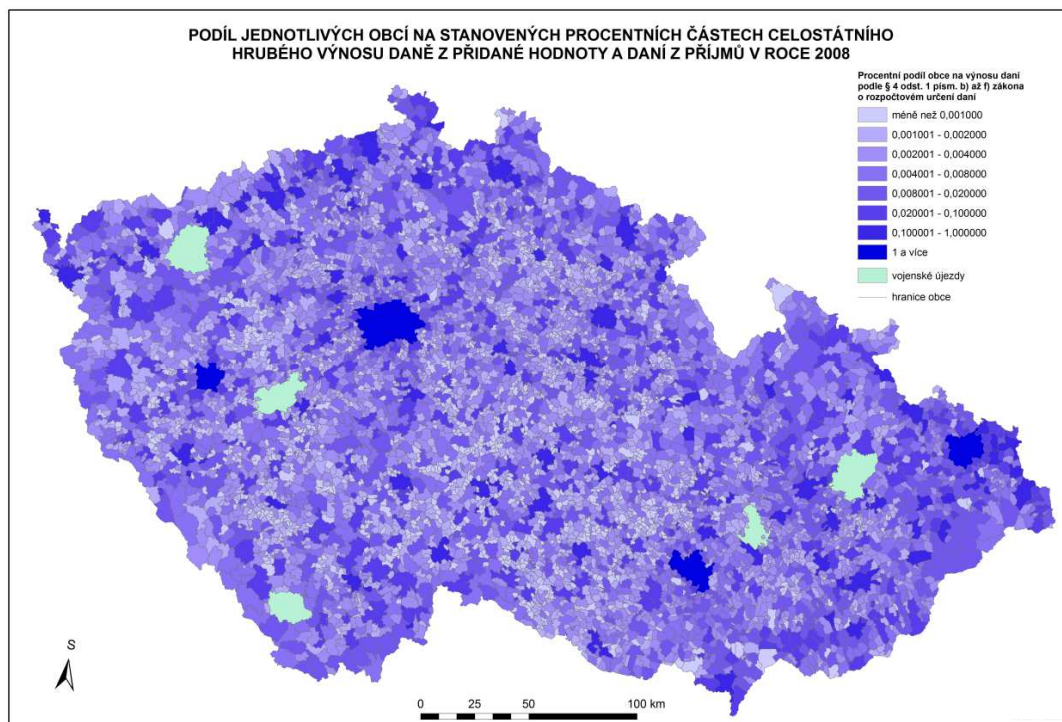 PODÍL JEDNOTLIVÝCH OBCÍ NA STANOVENÝCH PROCENTNÍCH ČÁSTECH CELOSTÁTNÍHO
HRUBÉHO VÝNOSU DANĚ Z PŘIDANÉ HODNOTY A DANÍ Z PŘÍJMŮ V ROCE 2008
Procentní podíl obce na výnosu daní
podle § 4 odst. 1 písm. b) až f) zákona
o rozpočtovém určení daní
méně než 0,001000
0,001001 - 0,002000
0,002001 - 0,004000
0,004001 - 0,008000
0,008001 - 0,020000
0,020001 - 0,100000
0,100001 - 1,000000
1 a více
vojenské újezdy
hranice obce
S
0 25 50 100 km